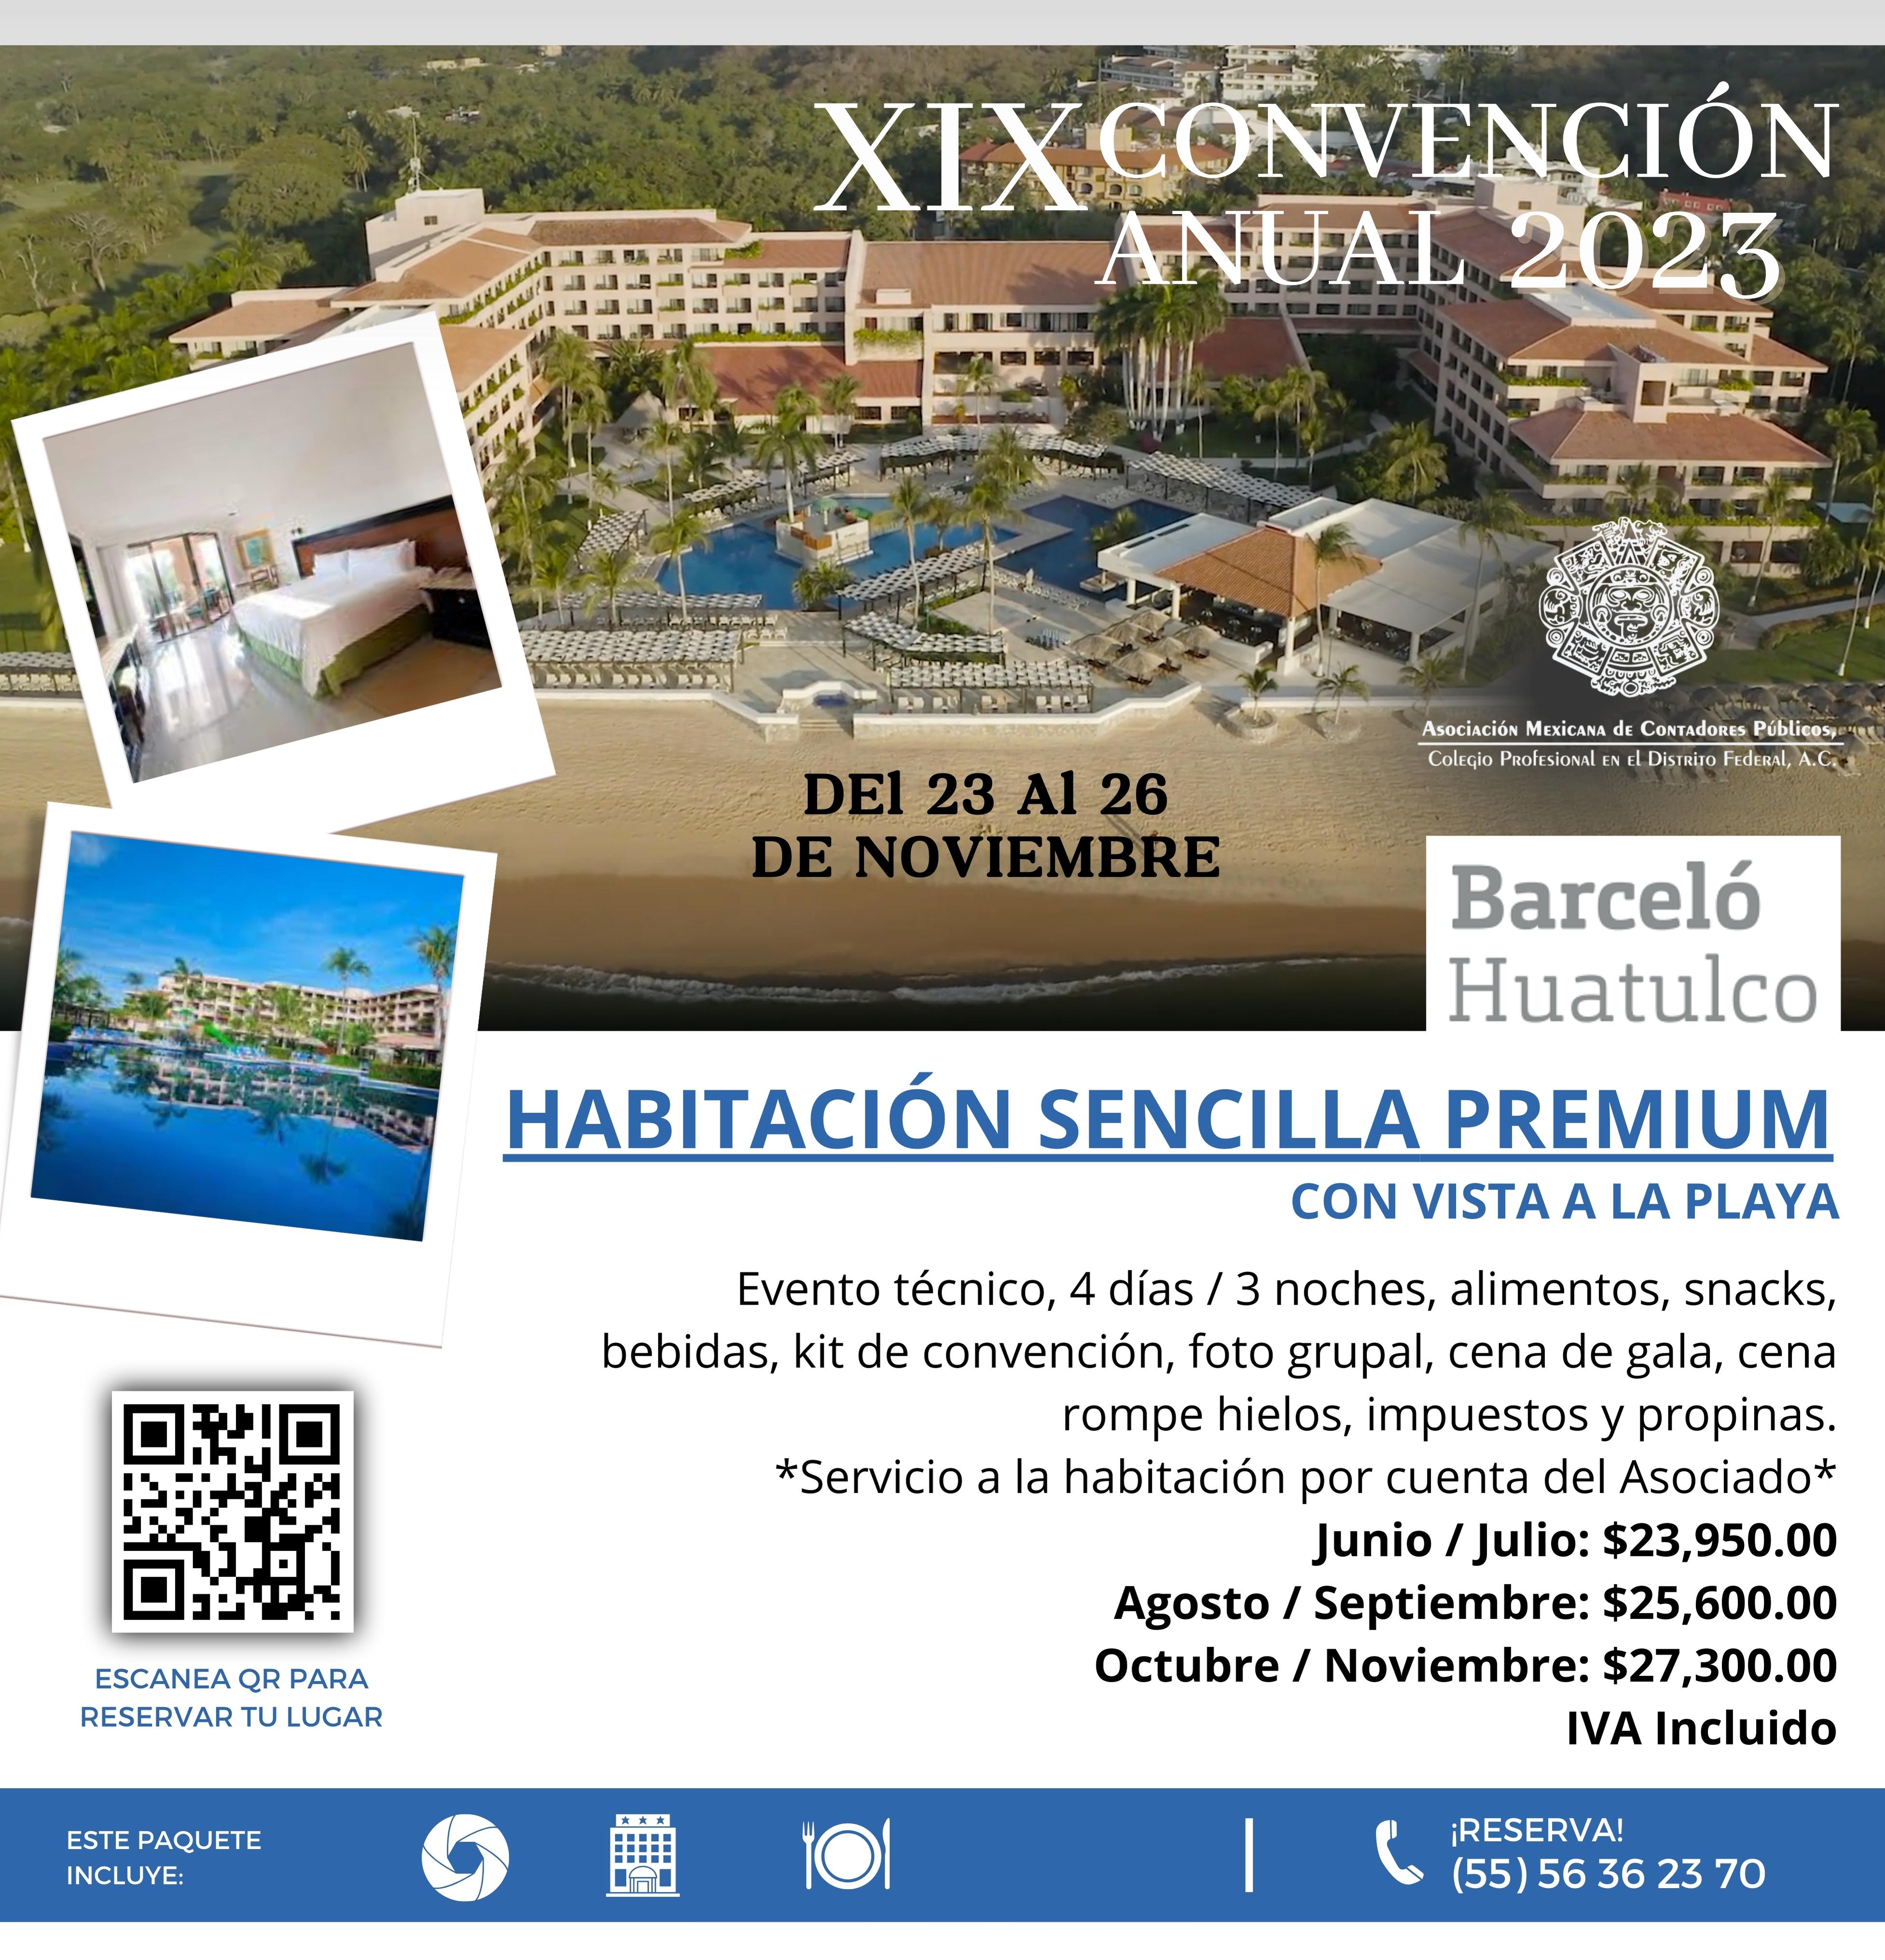 XIX CONVENCIÓN
ANUAL 2023
Asociación Mexicana de Contadores Públicos,
Colegio Profesional en el Distrito Federal, A.C.
DEl 23 Al 26
DE NOVIEMBRE
Barceló
Huatulco
HABITACIÓN SENCILLA PREMIUM
CON VISTA A LA PLAYA
Evento técnico, 4 días / 3 noches, alimentos, snacks,
bebidas, kit de convención, foto grupal, cena de gala, cena
rompe hielos, impuestos y propinas.
*Servicio a la habitación por cuenta del Asociado*
Junio / Julio: $23,950.00
Agosto / Septiembre: $25,600.00
Octubre / Noviembre: $27,300.00
IVA Incluido
ESCANEA QR PARA
RESERVAR TU LUGAR
ESTE PAQUETE
INCLUYE:
¡RESERVA!
(55) 56 36 23 70